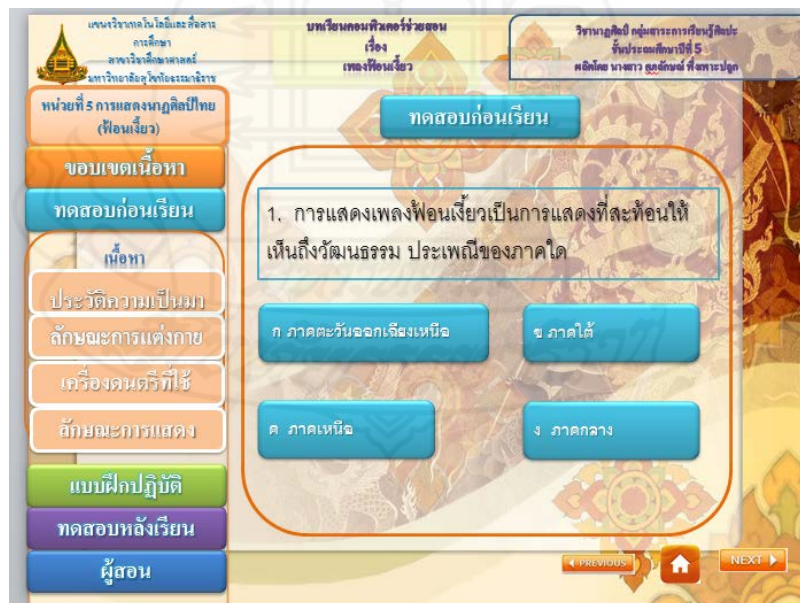 แขนงวิชาเทคโนโลยีและสื่อสาร
การศึกษา
สาขาวิชาศึกษาศาสตร์
มหาวิทยาลัยสุโขทัยธรรมาธิราช
บทเรียนคอมพิวเตอร์ช่วยสอน
เรื่อง
เพลงฟ้อนเงี้ยว
วิชานาฏศิลป์ กลุ่มสาระการเรียนรู้ศิลปะ
ชั้นประถมศึกษาปีที่ 5
ผลิตโดย นางสาว
หน่วยที่ 5 การแสดงนาฏศิลป์ไทย
(ฟ้อนเงี้ยว)
ขอบเขตเนื้อหา
ทดสอบก่อนเรียน
เนื้อหา
ประวัติความเป็นมา
ลักษณะการแต่งกาย
เครื่องดนตรีที่ใช้
ลักษณะการแสดง
แบบฝึกปฏิบัติ
ทดสอบหลังเรียน
ผู้สอน
ทดสอบก่อนเรียน
1. การแสดงเพลงฟ้อนเงี้ยวเป็นการแสดงที่สะท้อนให้
เห็นถึงวัฒนธรรม ประเพณีของภาคใด
ก ภาคตะวันออกเฉียงเหนือ
ข ภาคใต้
ค ภาคเหนือ
ง ภาคกลาง
PREVIOUS
NEXT